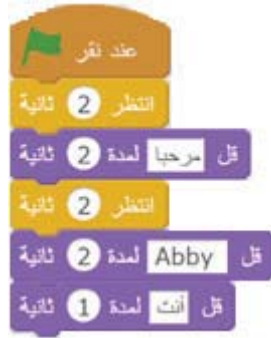 عند نقر
انتظر 2 ثانية
قل مرحبا لمدة 2 ثانية
انتظر 2 ثانية
قل Abby لمدة 2 ثانية
قل أنت لمدة 1 ثانية